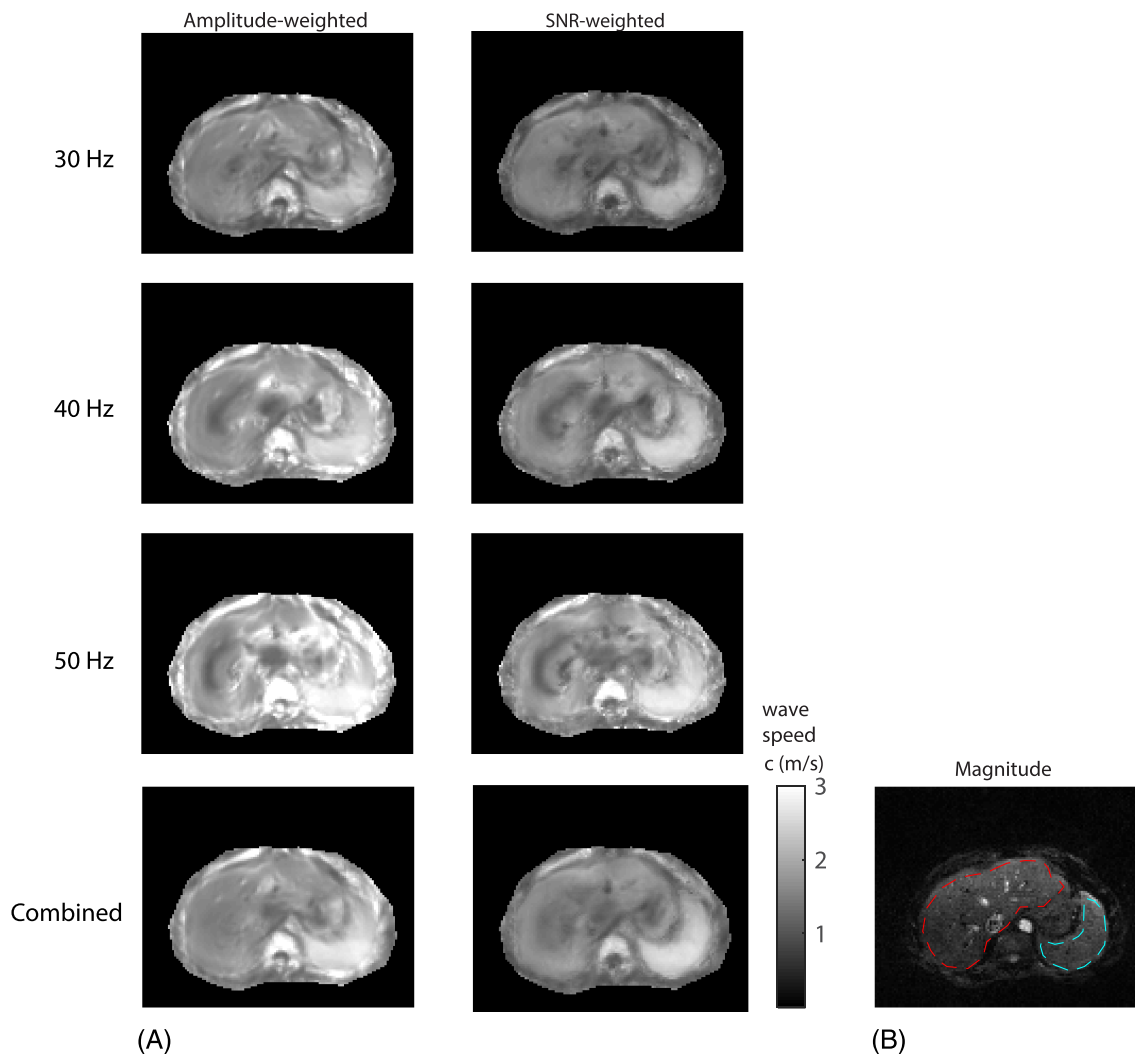 Amplitude-weighted
SNR-weighted
30 Hz
40 Hz
50 Hz
wave
speed
c (m/s)
3
2
1
Magnitude
Combined
(A)
(B)